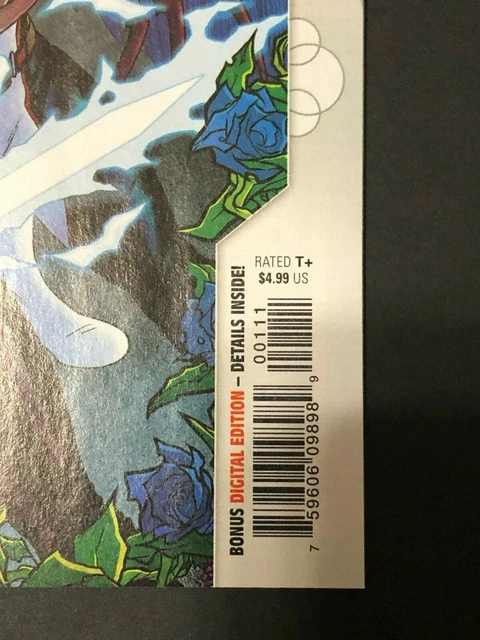 RATED T+
$4.99 US
BONUS DIGITAL EDITION – DETAILS INSIDE!
00111
7 59606 09898 9